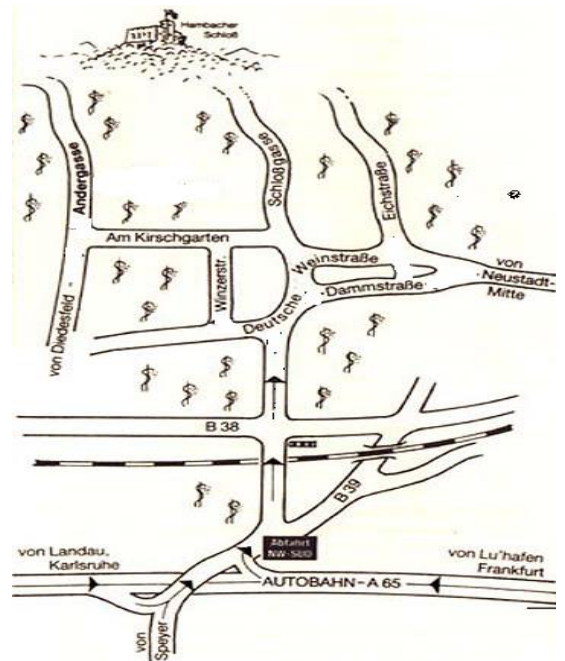 Hambacher
Schloß
Andergasse
Schloßgasse
Eichstraße
Am Kirschgarten
Winzerstr.
Weinstraße
Dammstraße
Deutsche
von
Neustadt-
Mitte
von Diedesfeld
B 38
B 39
Abfahrt
NW-SÜD
von Landau,
Karlsruhe
von Lu'hafen
Frankfurt
AUTOBAHN-A 65
von
Speyer